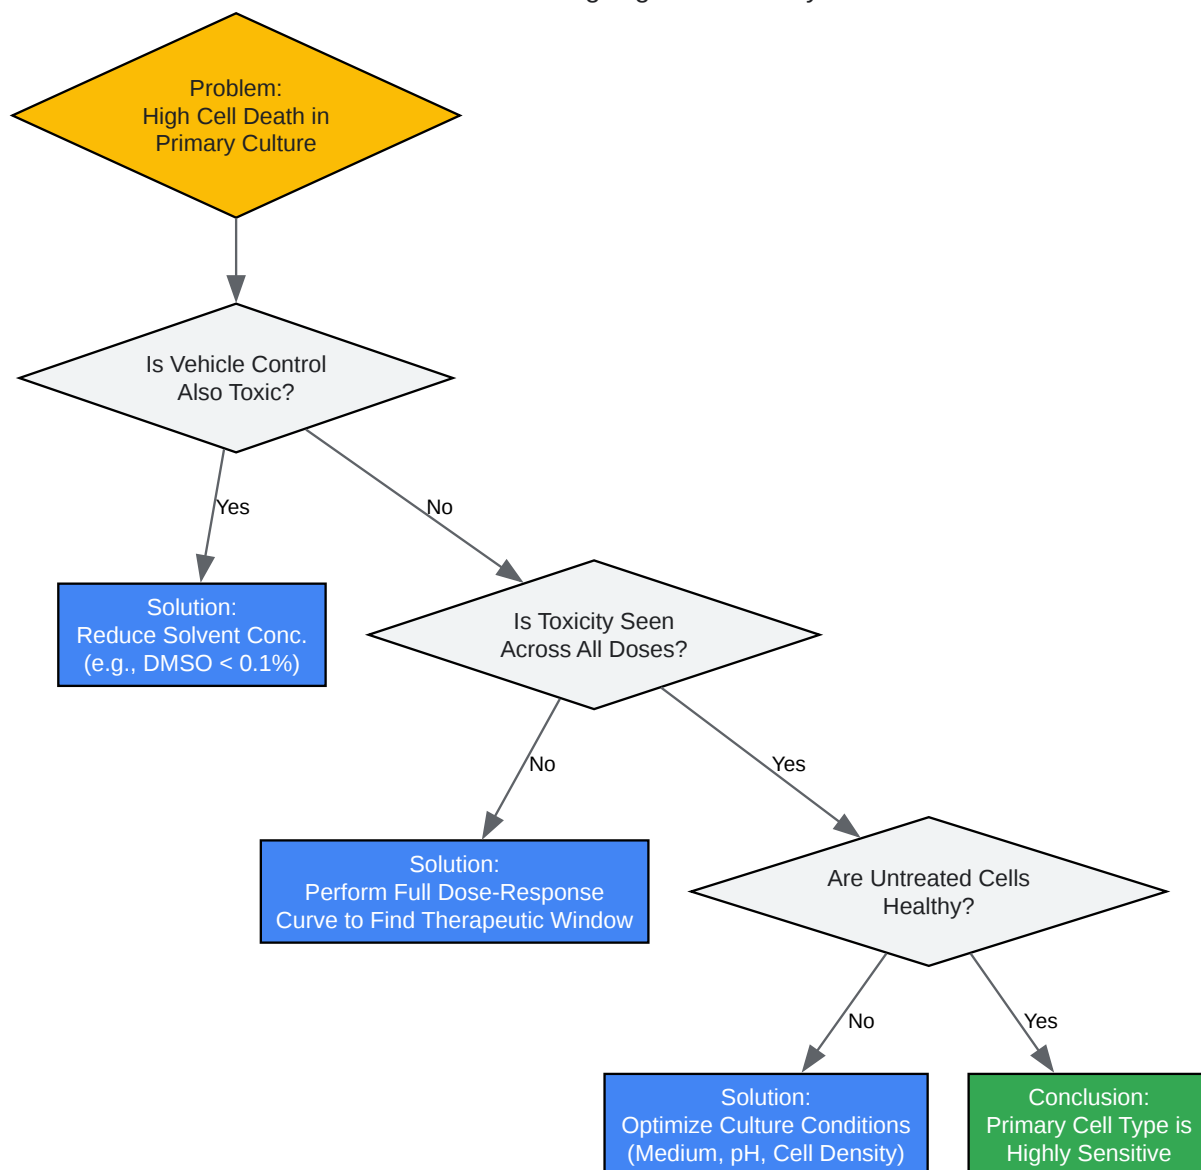 Problem:
High Cell Death in
Primary Culture
Is Vehicle Control
Also Toxic?
Yes
No
Solution:
Reduce Solvent Conc.
(e.g., DMSO < 0.1%)
Is Toxicity Seen
Across All Doses?
No
Yes
Solution:
Perform Full Dose-Response
Curve to Find Therapeutic Window
Are Untreated Cells
Healthy?
No
Yes
Solution:
Optimize Culture Conditions
(Medium, pH, Cell Density)
Conclusion:
Primary Cell Type is
Highly Sensitive